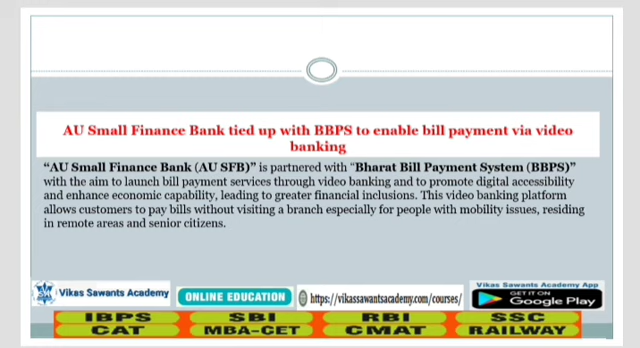 AU Small Finance Bank tied up with BBPS to enable bill payment via video
banking
“AU Small Finance Bank (AU SFB)” is partnered with “Bharat Bill Payment System (BBPS)”
with the aim to launch bill payment services through video banking and to promote digital accessibility
and enhance economic capability, leading to greater financial inclusions. This video banking platform
allows customers to pay bills without visiting a branch especially for people with mobility issues, residing
in remote areas and senior citizens.
Vikas Sawants Academy
ONLINE EDUCATION
https://vikassawantsacademy.com/courses/
Vikas Sawants Academy App
GET IT ON
Google Play
IBPS SBI RBI SSC
CAT MBA-CET CMAT RAILWAY